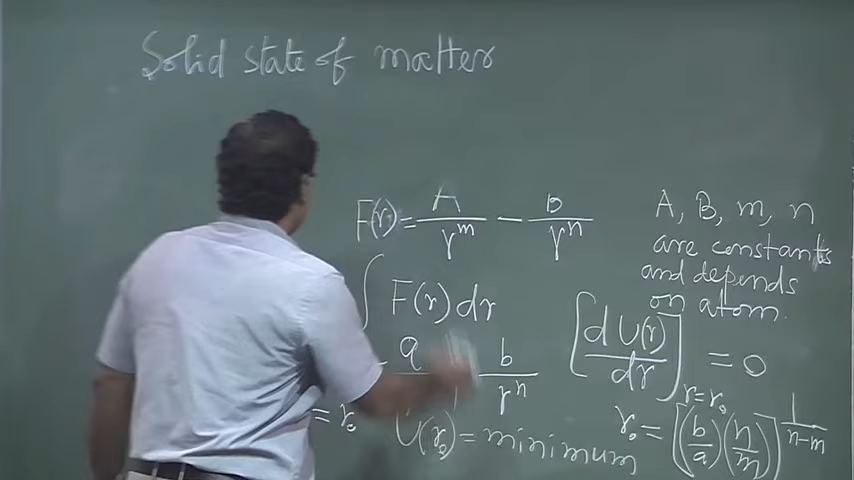 Solid state of matter
F(r) = A/r^m − B/r^n
∫ F(r) dr
a b/r^n
= r₀ U(r₀) = minimum
A, B, m, n
are constants
and depends
on atom.
[dU(r)/dr]_{r=r₀} = 0
r₀ = [(b/a)(n/m)]^{1/(n-m)}